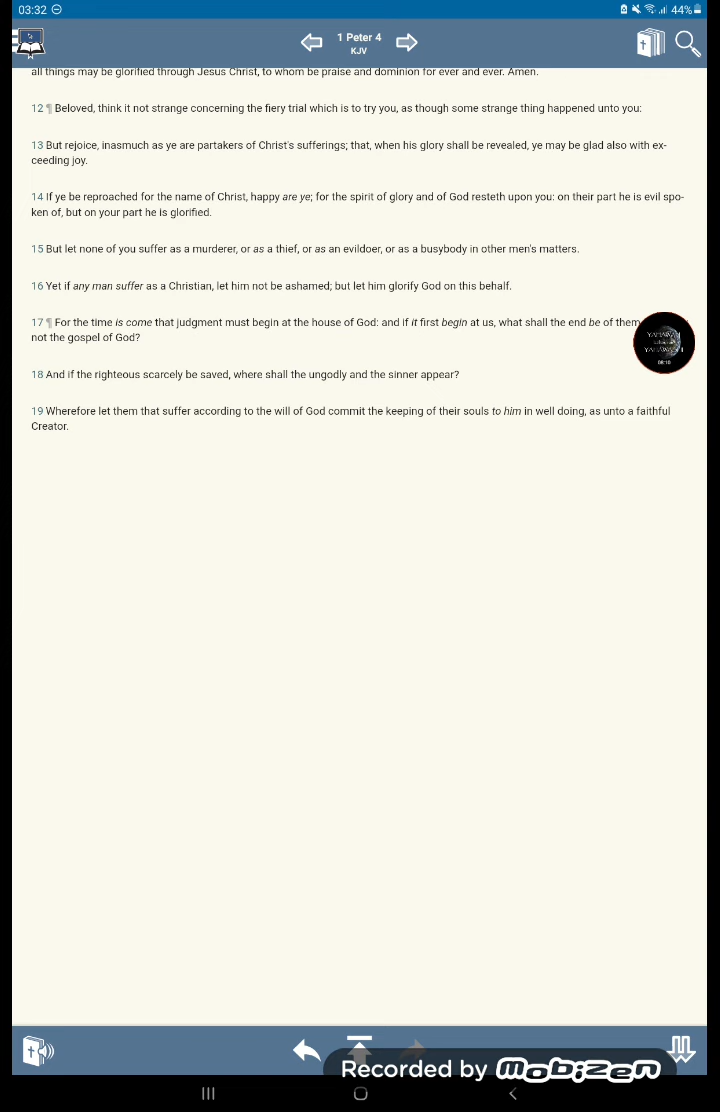 03:32
44%
1 Peter 4
KJV
all things may be glorified through Jesus Christ, to whom be praise and dominion for ever and ever. Amen.
12 ¶ Beloved, think it not strange concerning the fiery trial which is to try you, as though some strange thing happened unto you:
13 But rejoice, inasmuch as ye are partakers of Christ's sufferings; that, when his glory shall be revealed, ye may be glad also with ex-
ceeding joy.
14 If ye be reproached for the name of Christ, happy are ye; for the spirit of glory and of God resteth upon you: on their part he is evil spo-
ken of, but on your part he is glorified.
15 But let none of you suffer as a murderer, or as a thief, or as an evildoer, or as a busybody in other men's matters.
16 Yet if any man suffer as a Christian, let him not be ashamed; but let him glorify God on this behalf.
17 ¶ For the time is come that judgment must begin at the house of God: and if it first begin at us, what shall the end be of them
not the gospel of God?
18 And if the righteous scarcely be saved, where shall the ungodly and the sinner appear?
19 Wherefore let them that suffer according to the will of God commit the keeping of their souls to him in well doing, as unto a faithful
Creator.
08:18
Recorded by Mobizen